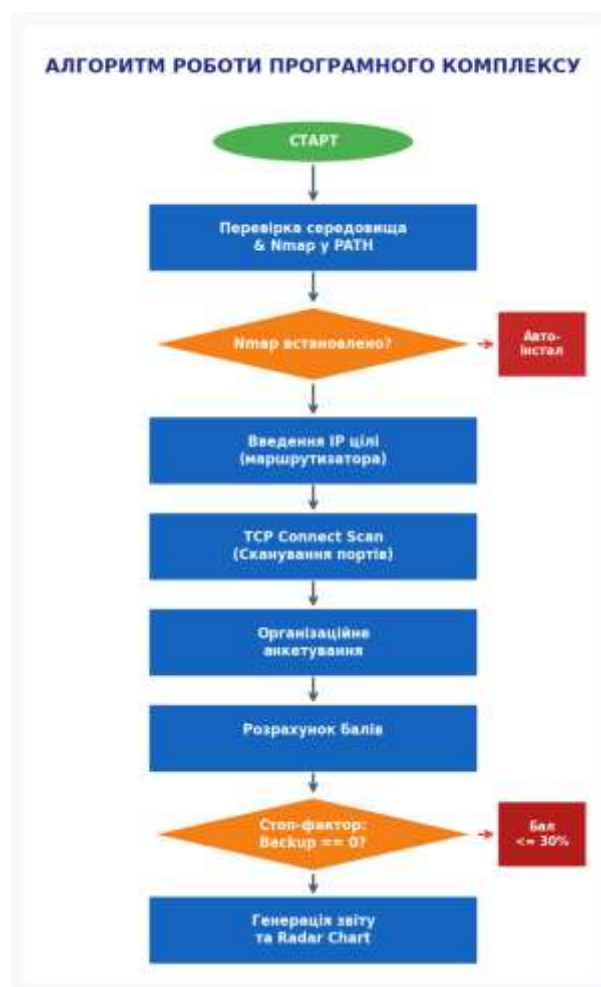 АЛГОРИТМ РОБОТИ ПРОГРАМНОГО КОМПЛЕКСУ
СТАРТ
Перевірка середовища
& Nmap у PATH
Nmap встановлено?
Авто-
інстал
Введення IP цілі
(маршрутизатора)
TCP Connect Scan
(Сканування портів)
Організаційне
анкетування
Розрахунок балів
Стоп-фактор:
Backup == 0?
Бал
<= 30%
Генерація звіту
та Radar Chart